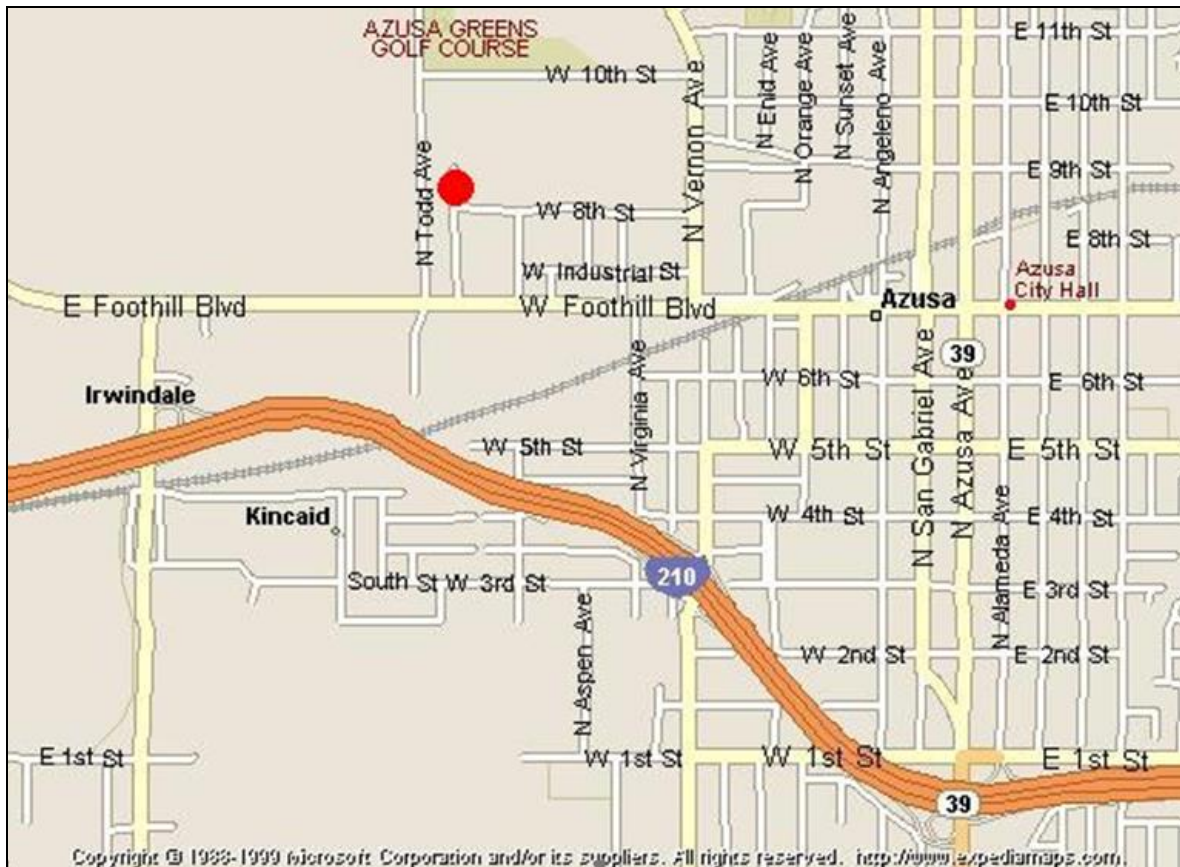 AZUSA GREENS
GOLF COURSE
E 11th St
W 10th St
E 10th St
N Enid Ave
N Orange Ave
N Sunset Ave
N Angeleno Ave
N Vernon Ave
N Todd Ave
E 9th St
W 8th St
E 8th St
W Industrial St
Azusa
City Hall
E Foothill Blvd
W Foothill Blvd
Azusa
39
N San Gabriel Ave
N Azusa Ave
W 6th St
E 6th St
Irwindale
N Virginia Ave
W 5th St
W 5th St
E 5th St
Kincaid
W 4th St
E 4th St
N Alameda Ave
210
South St
W 3rd St
E 3rd St
N Aspen Ave
W 2nd St
E 2nd St
E 1st St
W 1st St
W 1st St
E 1st St
39
Copyright © 1988-1999 Microsoft Corporation and/or its suppliers. All rights reserved. http://www.expediamaps.com